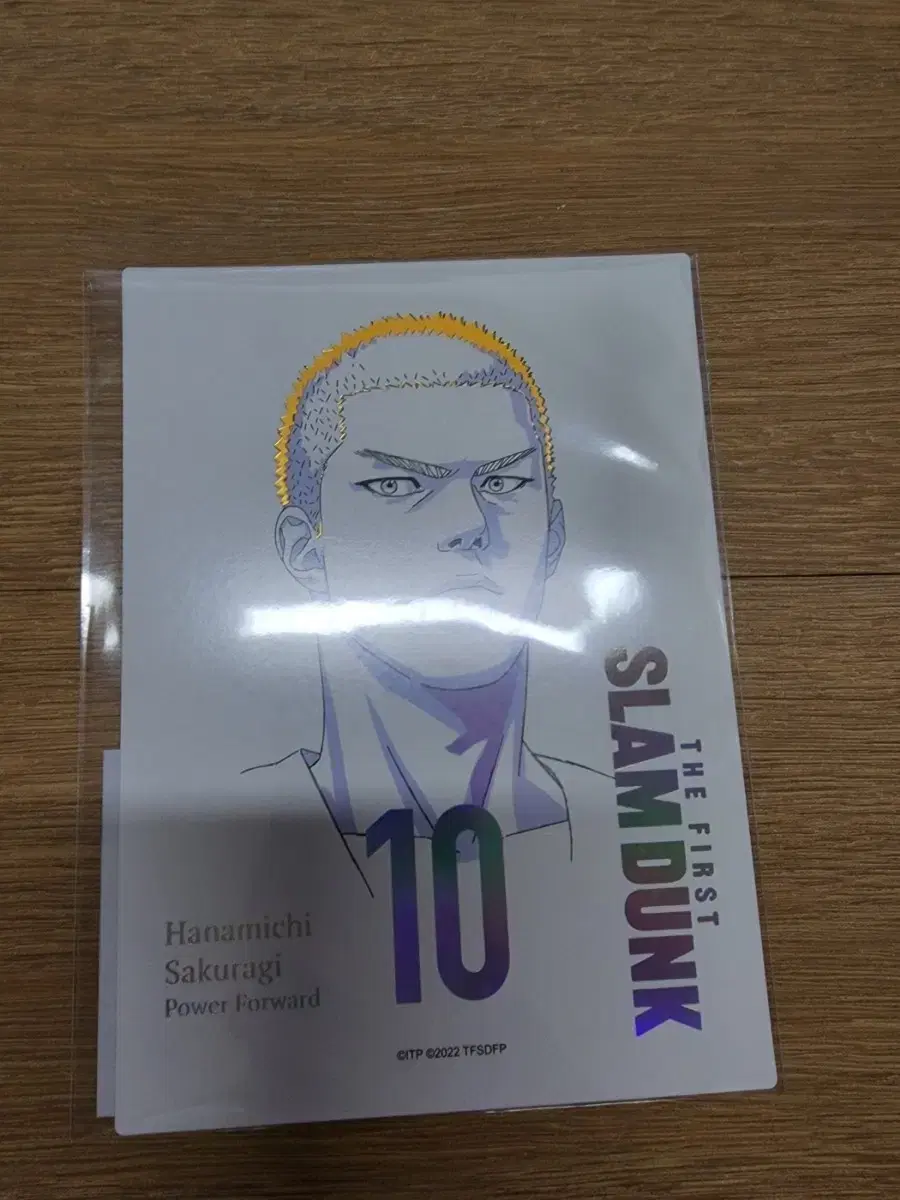 THE FIRST
SLAM DUNK
10
Hanamichi
Sakuragi
Power Forward
©ITP ©2022 TFSDFP